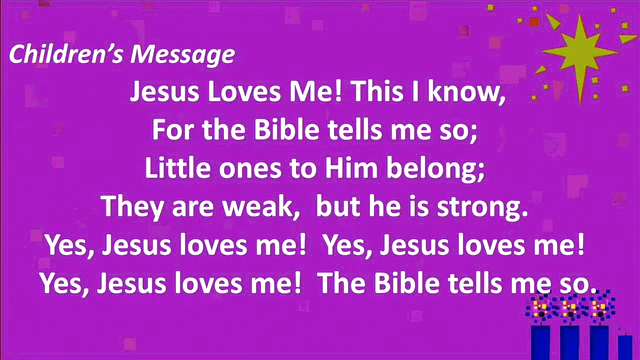 Children’s Message
Jesus Loves Me! This I know,
For the Bible tells me so;
Little ones to Him belong;
They are weak,  but he is strong.
Yes, Jesus loves me!  Yes, Jesus loves me!
Yes, Jesus loves me!  The Bible tells me so.